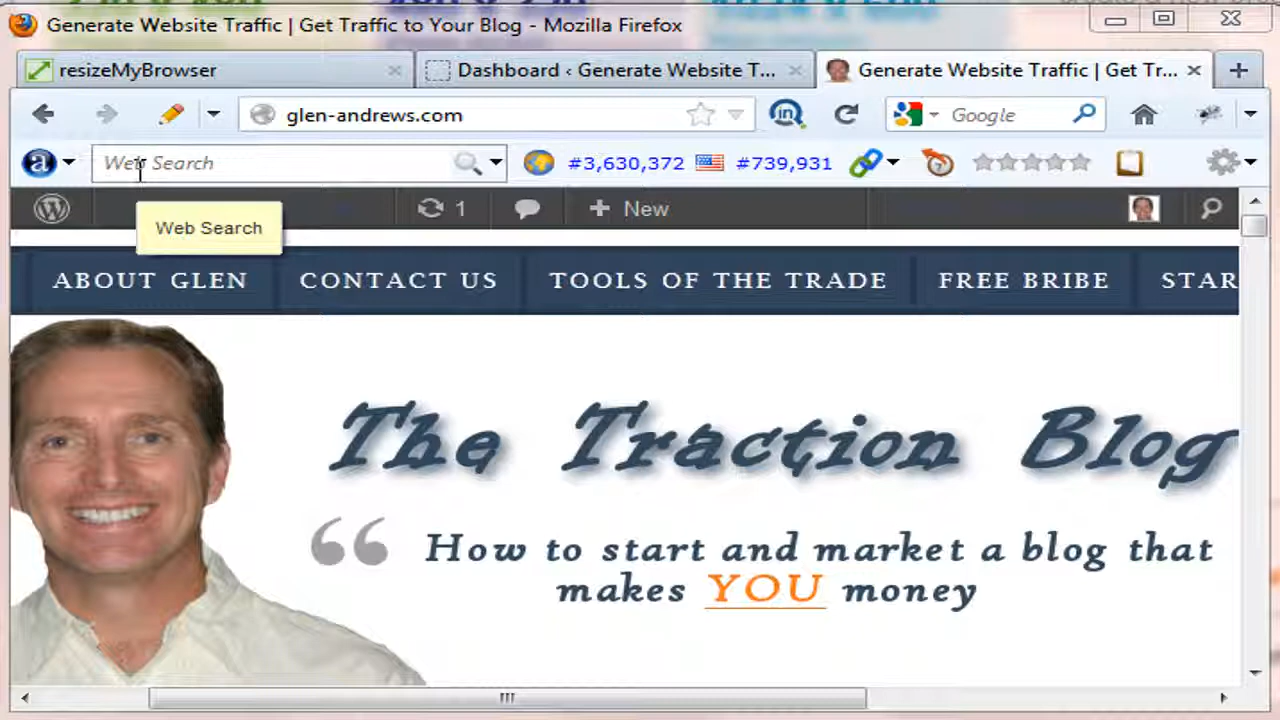 Generate Website Traffic | Get Traffic to Your Blog - Mozilla Firefox
resizeMyBrowser
Dashboard ‹ Generate Website T...
Generate Website Traffic | Get Tr...
glen-andrews.com
Google
Web Search
#3,630,372
#739,931
1
New
Web Search
ABOUT GLEN
CONTACT US
TOOLS OF THE TRADE
FREE BRIBE
STAR
The Traction Blog
“ How to start and market a blog that
makes YOU money